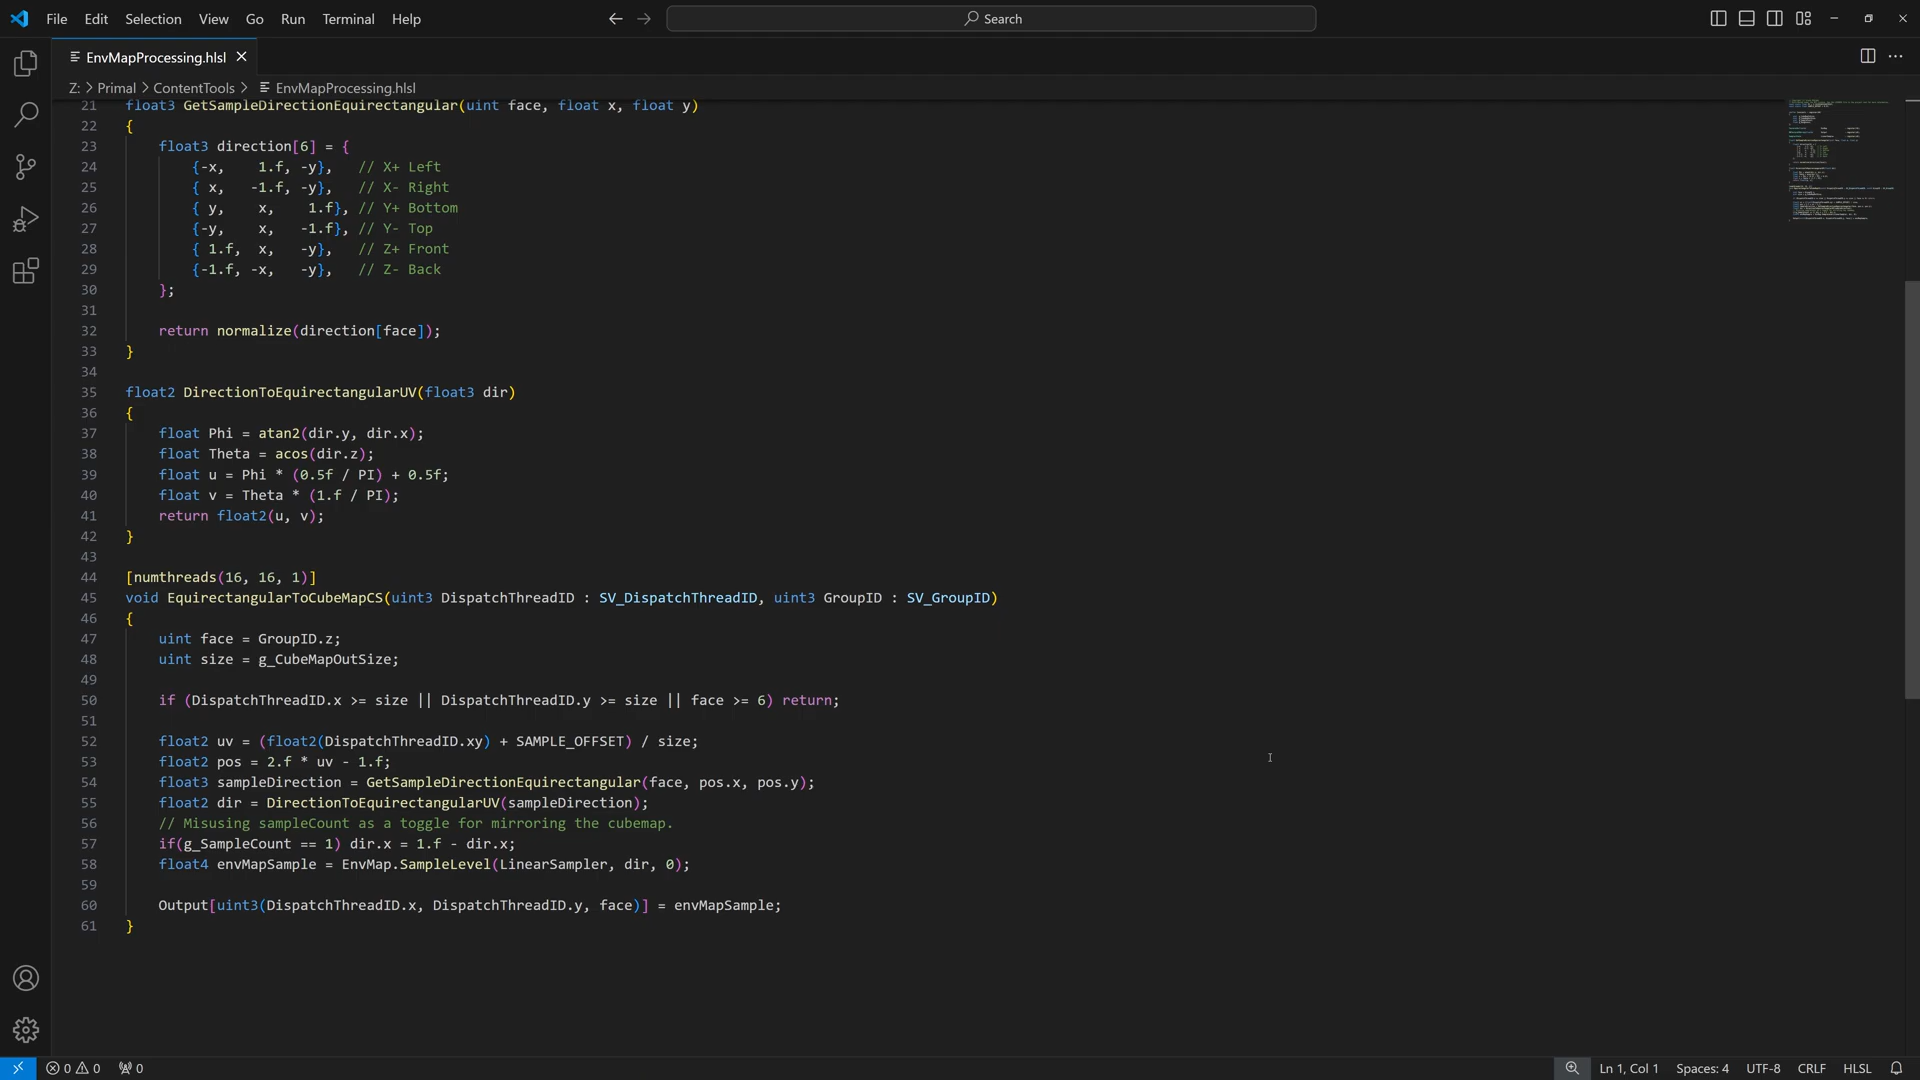 File Edit Selection View Go Run Terminal Help
Search
EnvMapProcessing.hlsl
Z: > Primal > ContentTools > EnvMapProcessing.hlsl
21 float3 GetSampleDirectionEquirectangular(uint face, float x, float y)
22 {
23     float3 direction[6] = {
24         {-x,    1.f, -y},   // X+ Left
25         { x,   -1.f, -y},   // X- Right
26         { y,    x,    1.f}, // Y+ Bottom
27         {-y,    x,   -1.f}, // Y- Top
28         { 1.f,  x,   -y},   // Z+ Front
29         {-1.f, -x,   -y},   // Z- Back
30     };
31
32     return normalize(direction[face]);
33 }
34
35 float2 DirectionToEquirectangularUV(float3 dir)
36 {
37     float Phi = atan2(dir.y, dir.x);
38     float Theta = acos(dir.z);
39     float u = Phi * (0.5f / PI) + 0.5f;
40     float v = Theta * (1.f / PI);
41     return float2(u, v);
42 }
43
44 [numthreads(16, 16, 1)]
45 void EquirectangularToCubeMapCS(uint3 DispatchThreadID : SV_DispatchThreadID, uint3 GroupID : SV_GroupID)
46 {
47     uint face = GroupID.z;
48     uint size = g_CubeMapOutSize;
49
50     if (DispatchThreadID.x >= size || DispatchThreadID.y >= size || face >= 6) return;
51
52     float2 uv = (float2(DispatchThreadID.xy) + SAMPLE_OFFSET) / size;
53     float2 pos = 2.f * uv - 1.f;
54     float3 sampleDirection = GetSampleDirectionEquirectangular(face, pos.x, pos.y);
55     float2 dir = DirectionToEquirectangularUV(sampleDirection);
56     // Misusing sampleCount as a toggle for mirroring the cubemap.
57     if(g_SampleCount == 1) dir.x = 1.f - dir.x;
58     float4 envMapSample = EnvMap.SampleLevel(LinearSampler, dir, 0);
59
60     Output[uint3(DispatchThreadID.x, DispatchThreadID.y, face)] = envMapSample;
61 }
0 0 0 Ln 1, Col 1 Spaces: 4 UTF-8 CRLF HLSL